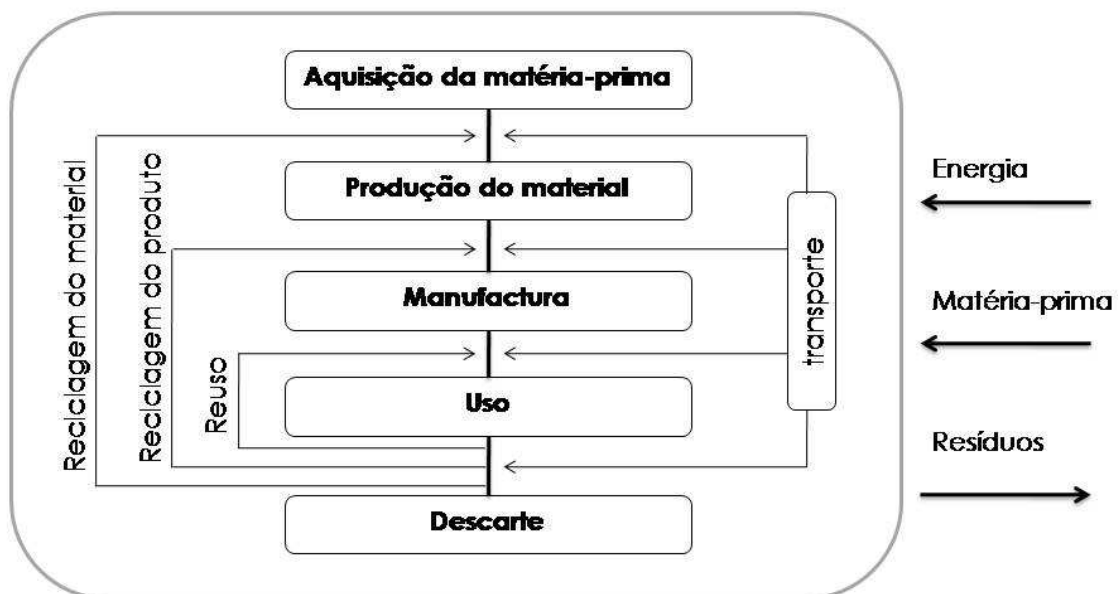 Aquisição da matéria-prima
Produção do material
Manufactura
Uso
Descarte
Reciclagem do material
Reciclagem do produto
Reuso
transporte
Energia
Matéria-prima
Resíduos